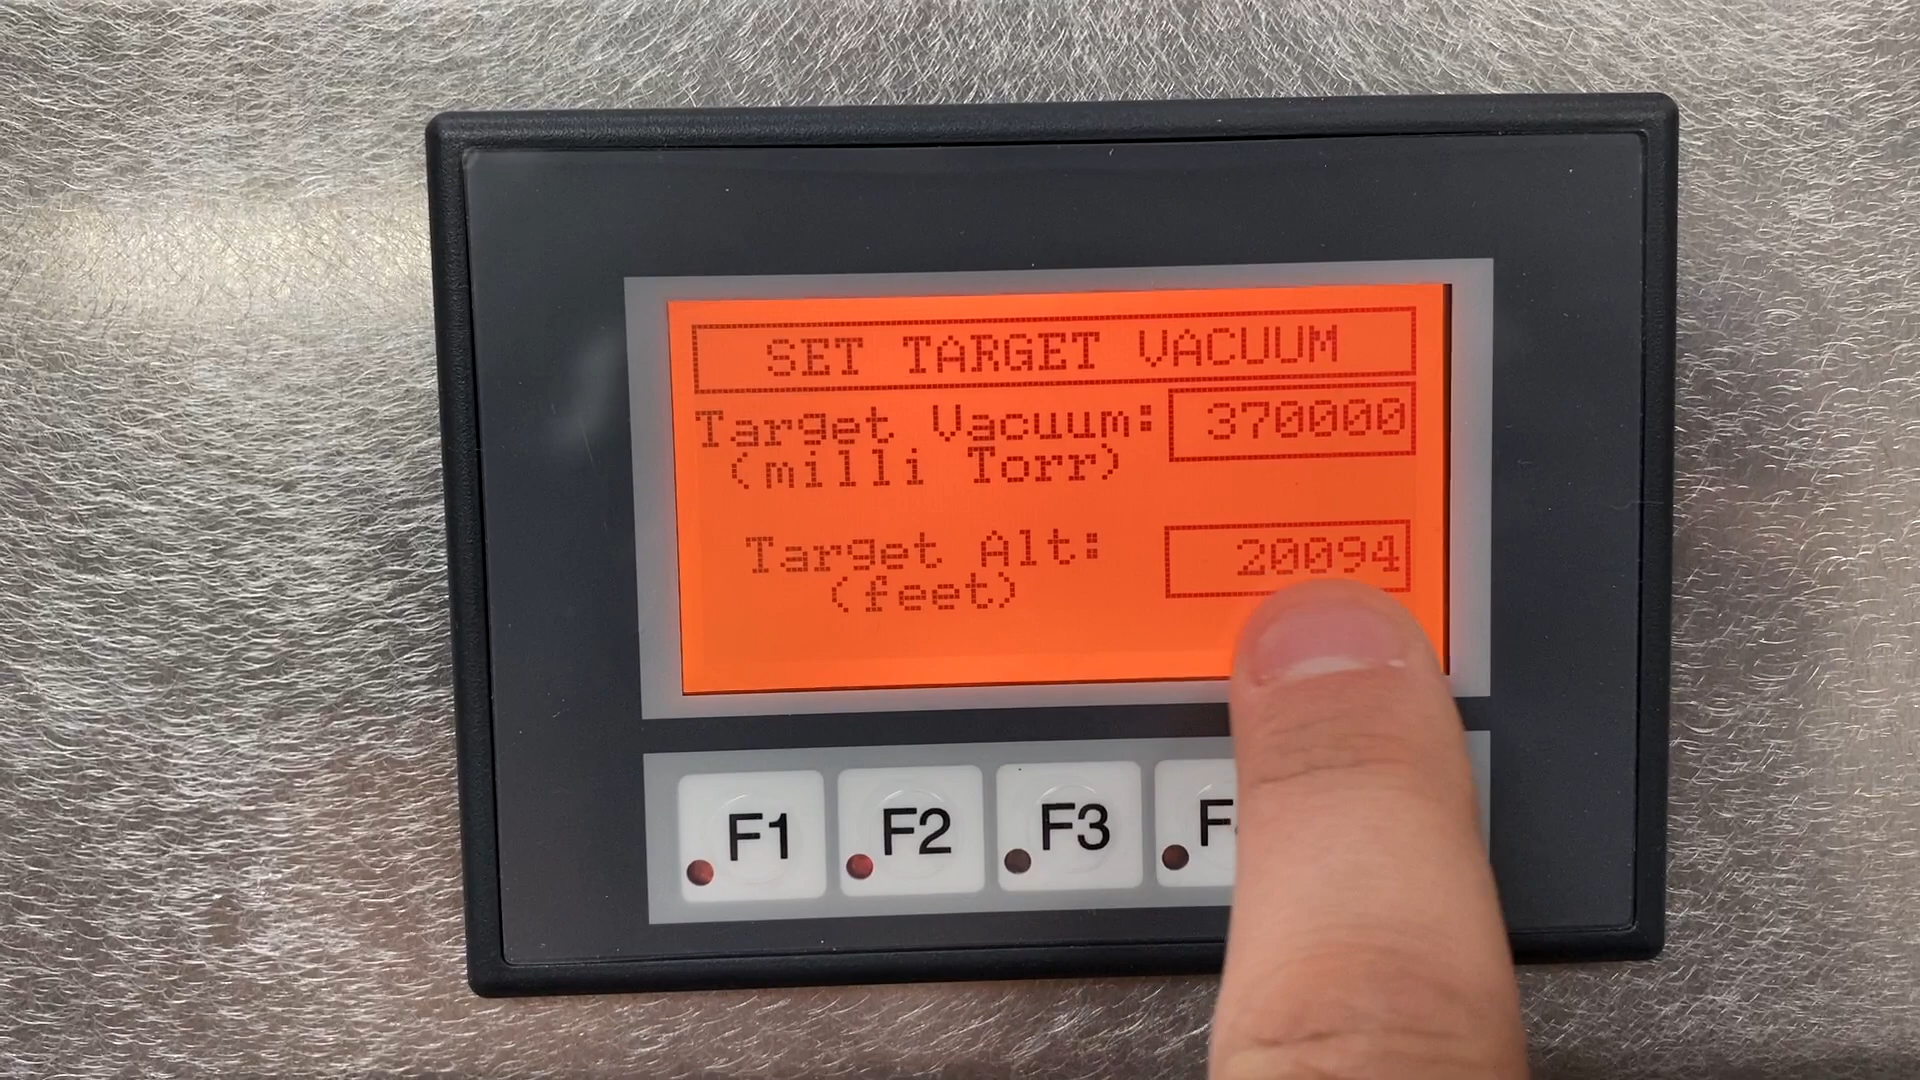 SET TARGET VACUUM
Target Vacuum: 370000
(milli Torr)
Target Alt: 20094
(feet)
F1 F2 F3